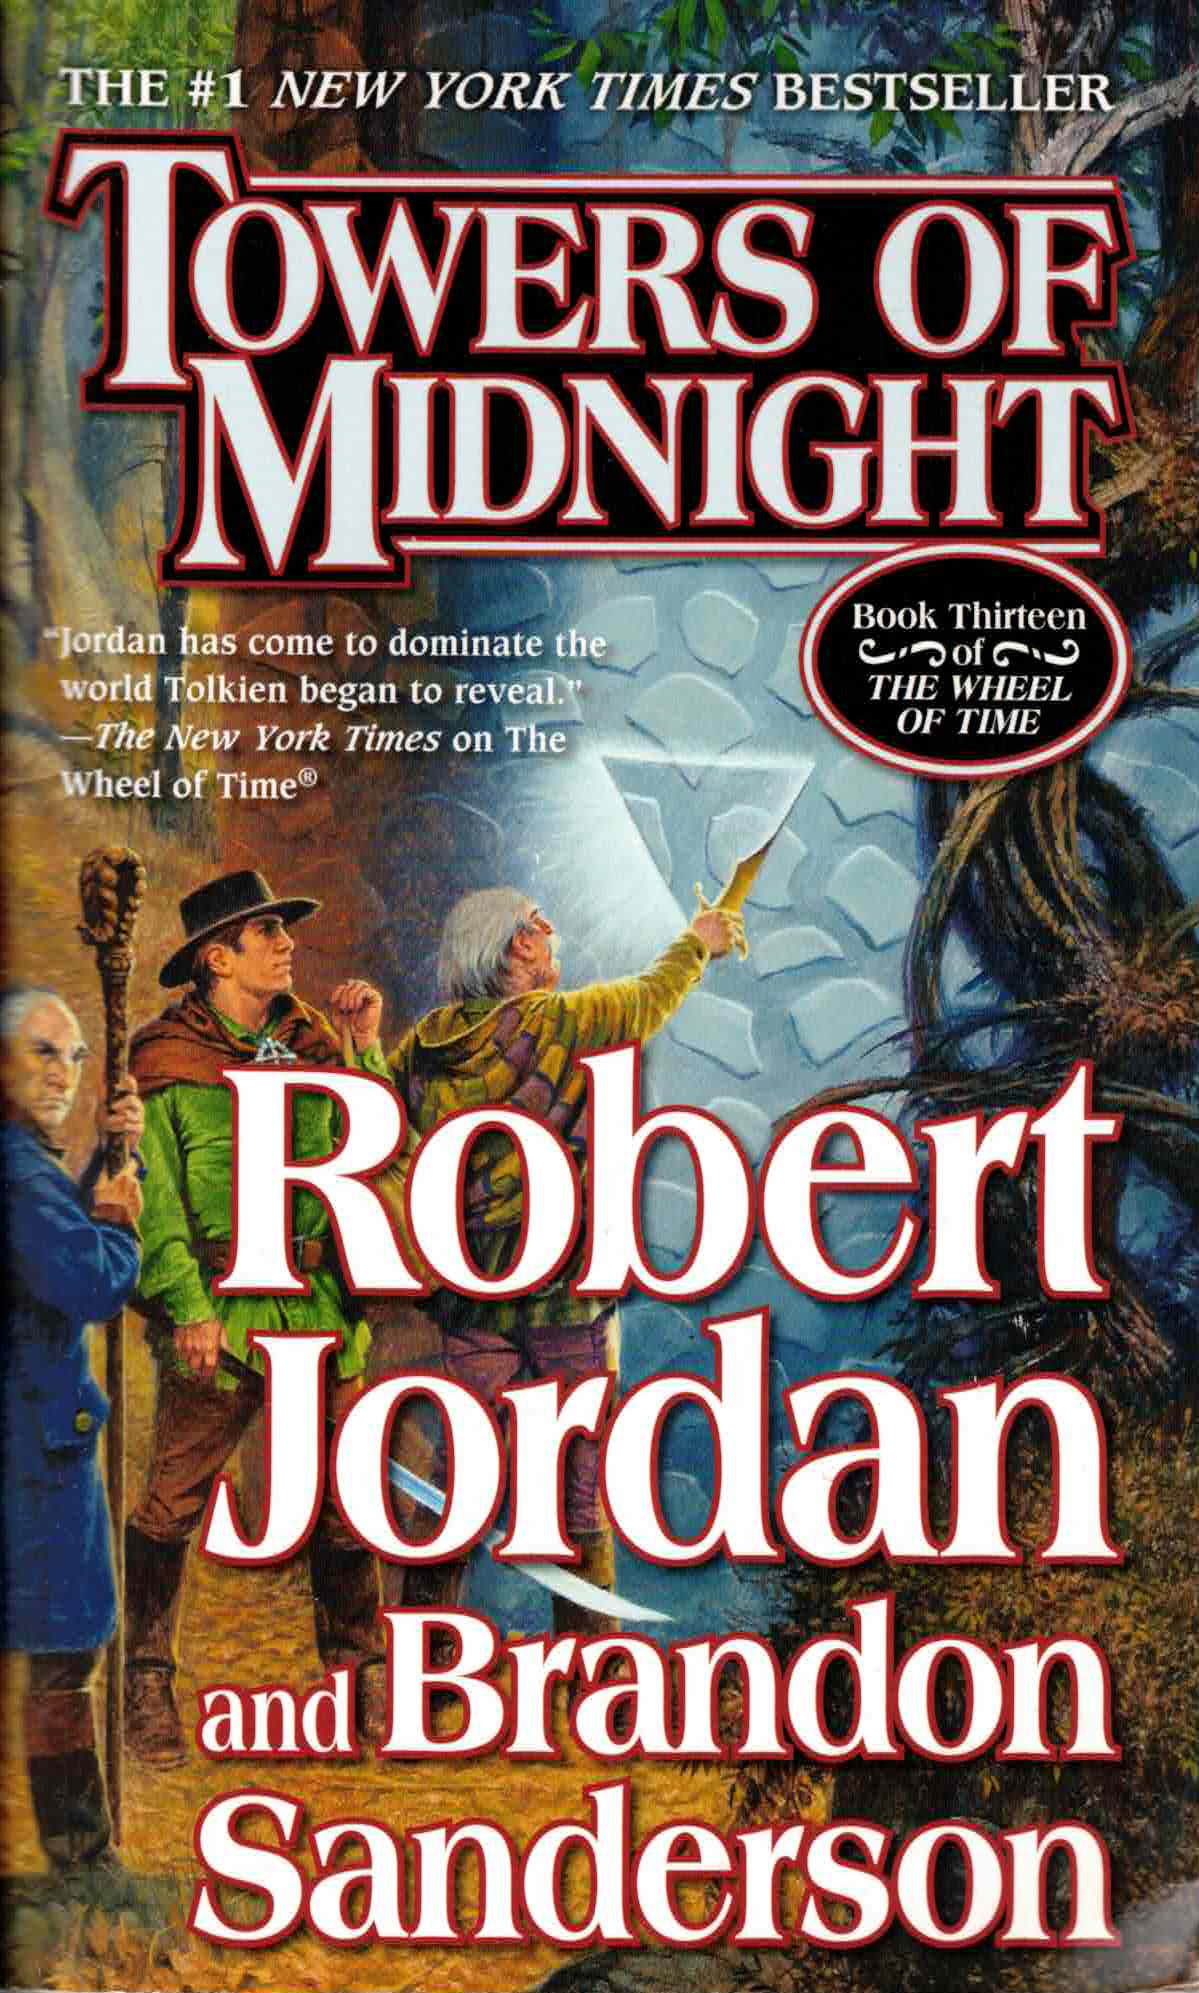 THE #1 NEW YORK TIMES BESTSELLER
TOWERS OF
MIDNIGHT
Book Thirteen
of
THE WHEEL
OF TIME
"Jordan has come to dominate the
world Tolkien began to reveal."
—The New York Times on The
Wheel of Time®
Robert
Jordan
and Brandon
Sanderson